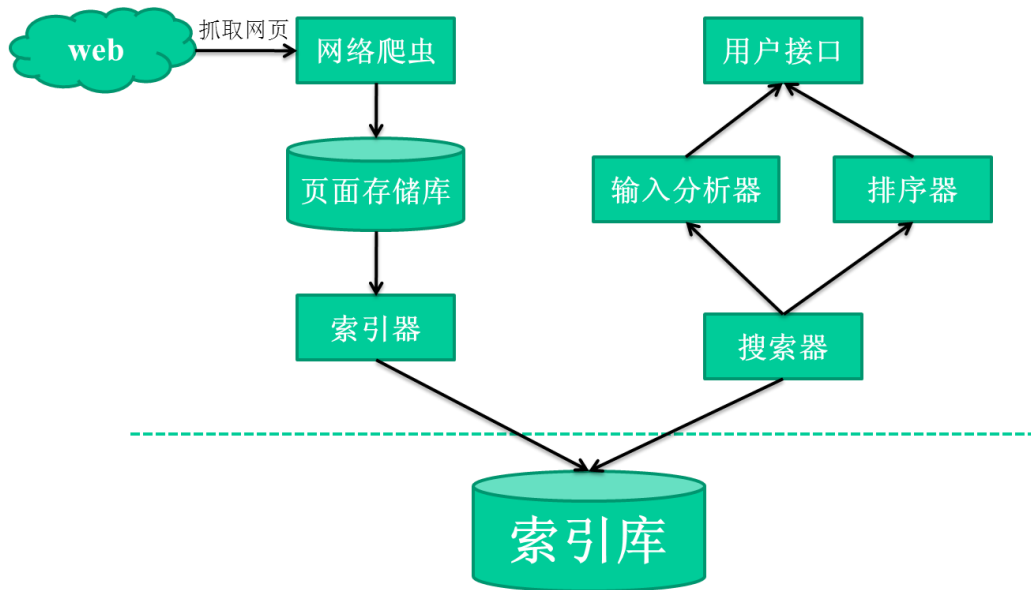 web
抓取网页
网络爬虫
用户接口
页面存储库
输入分析器
排序器
索引器
搜索器
索引库